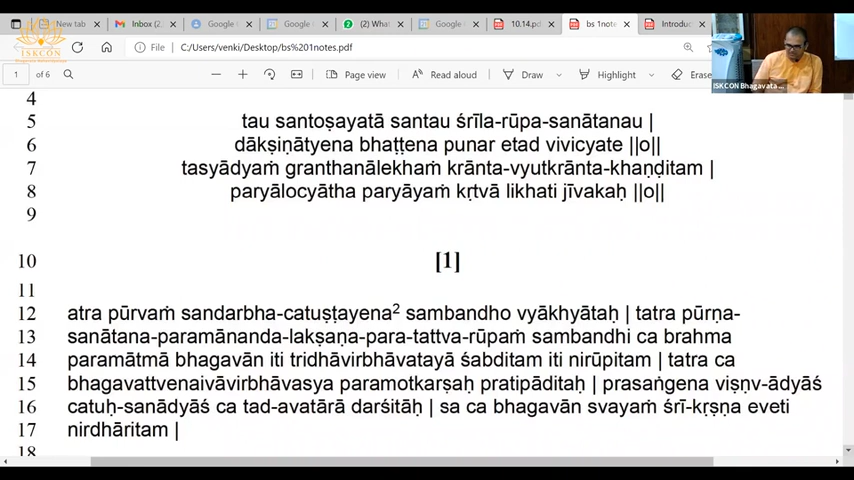 New tab
Inbox (2,
Google
Google
Google
(2) What
Google
10.14.pd
bs 1note
Introduc
ISKCON
File
C:/Users/venki/Desktop/bs%201notes.pdf
1 of 6
Page view
Read aloud
Draw
Highlight
Erase
ISKCON Bhagavata ...
4
5 tau santoṣayatā santau śrīla-rūpa-sanātanau |
6 dākṣiṇātyena bhaṭṭena punar etad vivicyate ||o||
7 tasyādyaṁ granthanālekhaṁ krānta-vyutkrānta-khaṇḍitam |
8 paryālocyātha paryāyaṁ kṛtvā likhati jīvakaḥ ||o||
9
10 [1]
11
12 atra pūrvaṁ sandarbha-catuṣṭayena² sambandho vyākhyātaḥ | tatra pūrṇa-
13 sanātana-paramānanda-lakṣaṇa-para-tattva-rūpaṁ sambandhi ca brahma
14 paramātmā bhagavān iti tridhāvirbhāvatayā śabditam iti nirūpitam | tatra ca
15 bhagavattvenaivāvirbhāvasya paramotkarṣaḥ pratipāditaḥ | prasaṅgena viṣṇv-ādyāś
16 catuḥ-sanādyāś ca tad-avatārā darśitāḥ | sa ca bhagavān svayaṁ śrī-kṛṣṇa eveti
17 nirdhāritam |
18